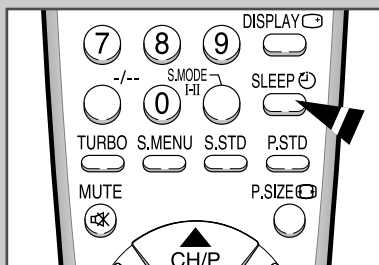 DISPLAY
7 8 9
-/-- S.MODE SLEEP
I-II
0
TURBO S.MENU S.STD P.STD
MUTE P.SIZE
CH/P